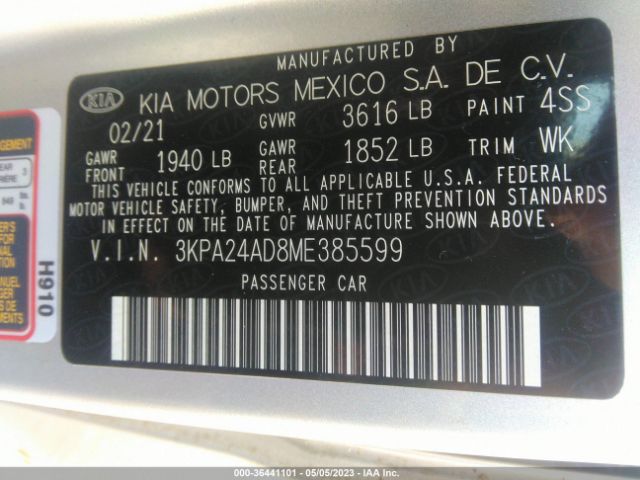 MANUFACTURED BY
KIA KIA MOTORS MEXICO S.A. DE C.V.
02/21 GVWR 3616 LB PAINT 4SS
GAWR FRONT 1940 LB GAWR REAR 1852 LB TRIM WK
THIS VEHICLE CONFORMS TO ALL APPLICABLE U.S.A. FEDERAL
MOTOR VEHICLE SAFETY, BUMPER, AND THEFT PREVENTION STANDARDS
IN EFFECT ON THE DATE OF MANUFACTURE SHOWN ABOVE.
V.I.N. 3KPA24AD8ME385599
PASSENGER CAR
H910
000-36441101 - 05/05/2023 - IAA Inc.